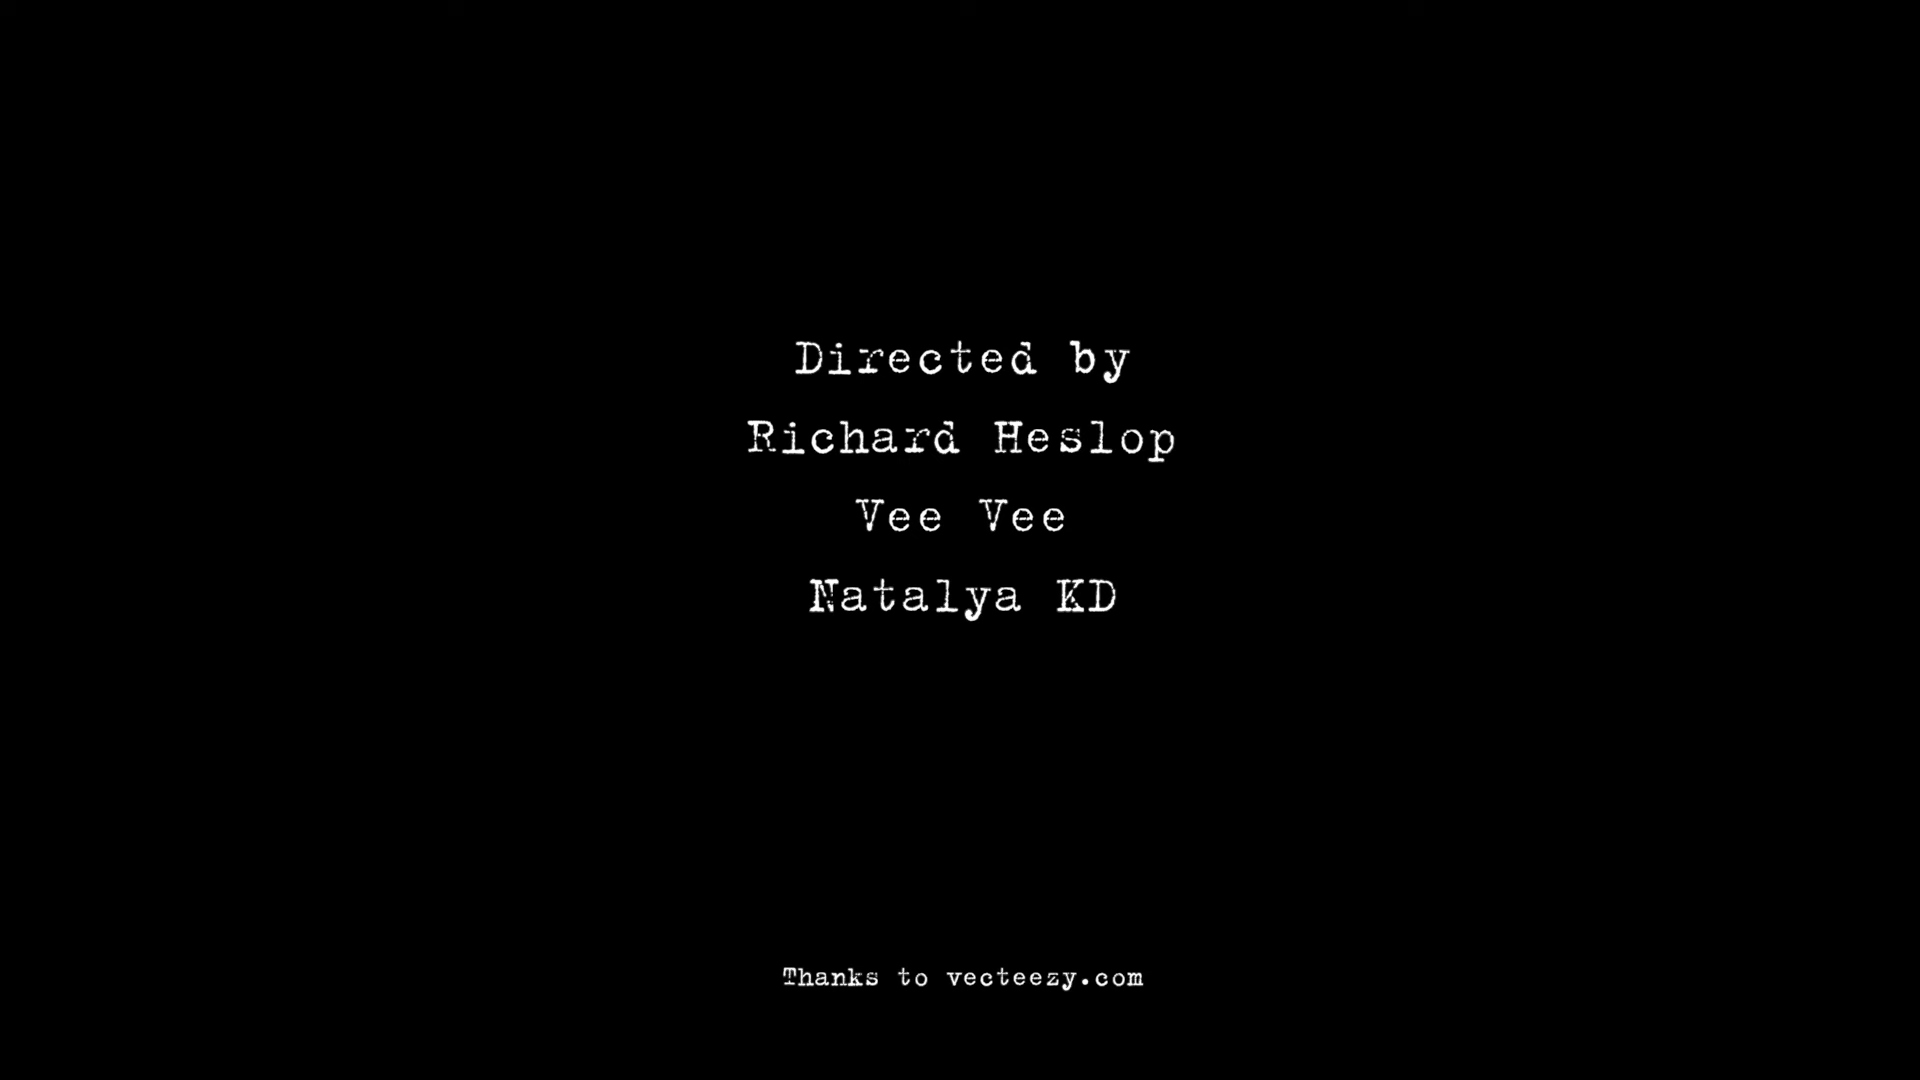 Directed by
Richard Heslop
Vee Vee
Natalya KD
Thanks to vecteezy.com